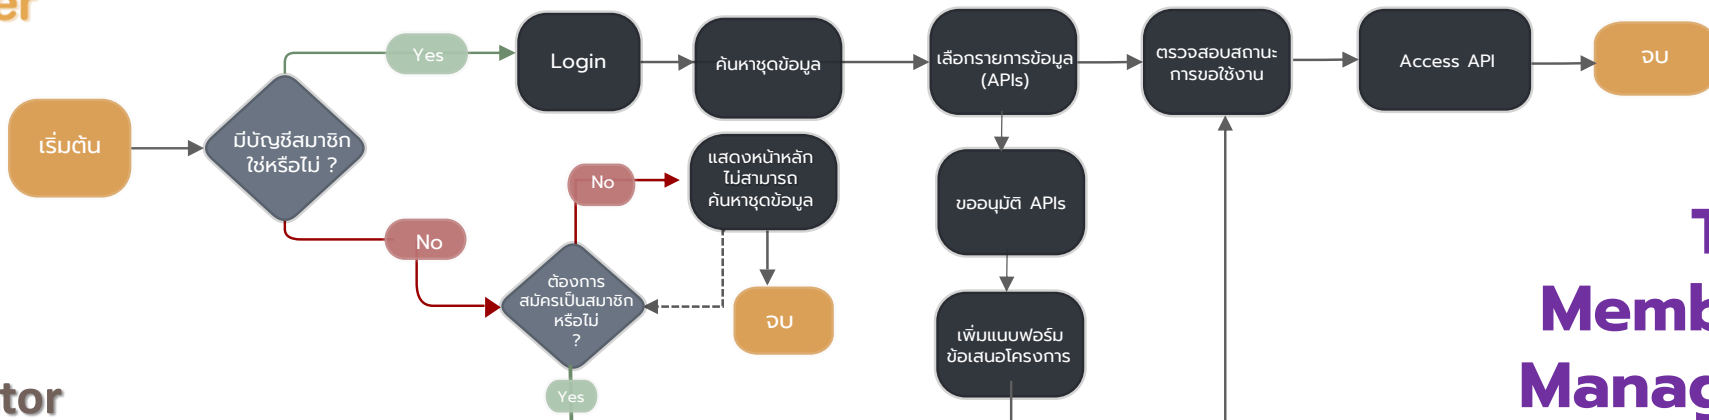 er
Yes
Login
ค้นหาชุดข้อมูล
เลือกรายการข้อมูล
(APIs)
ตรวจสอบสถานะ
การขอใช้งาน
Access API
จบ
เริ่มต้น
มีบัญชีสมาชิก
ใช่หรือไม่ ?
No
แสดงหน้าหลัก
ไม่สามารถ
ค้นหาชุดข้อมูล
ขออนุมัติ APIs
No
ต้องการ
สมัครเป็นสมาชิก
หรือไม่
?
จบ
เพิ่มแนบฟอร์ม
ข้อเสนอโครงการ
Yes
T
Memb
Manag
tor